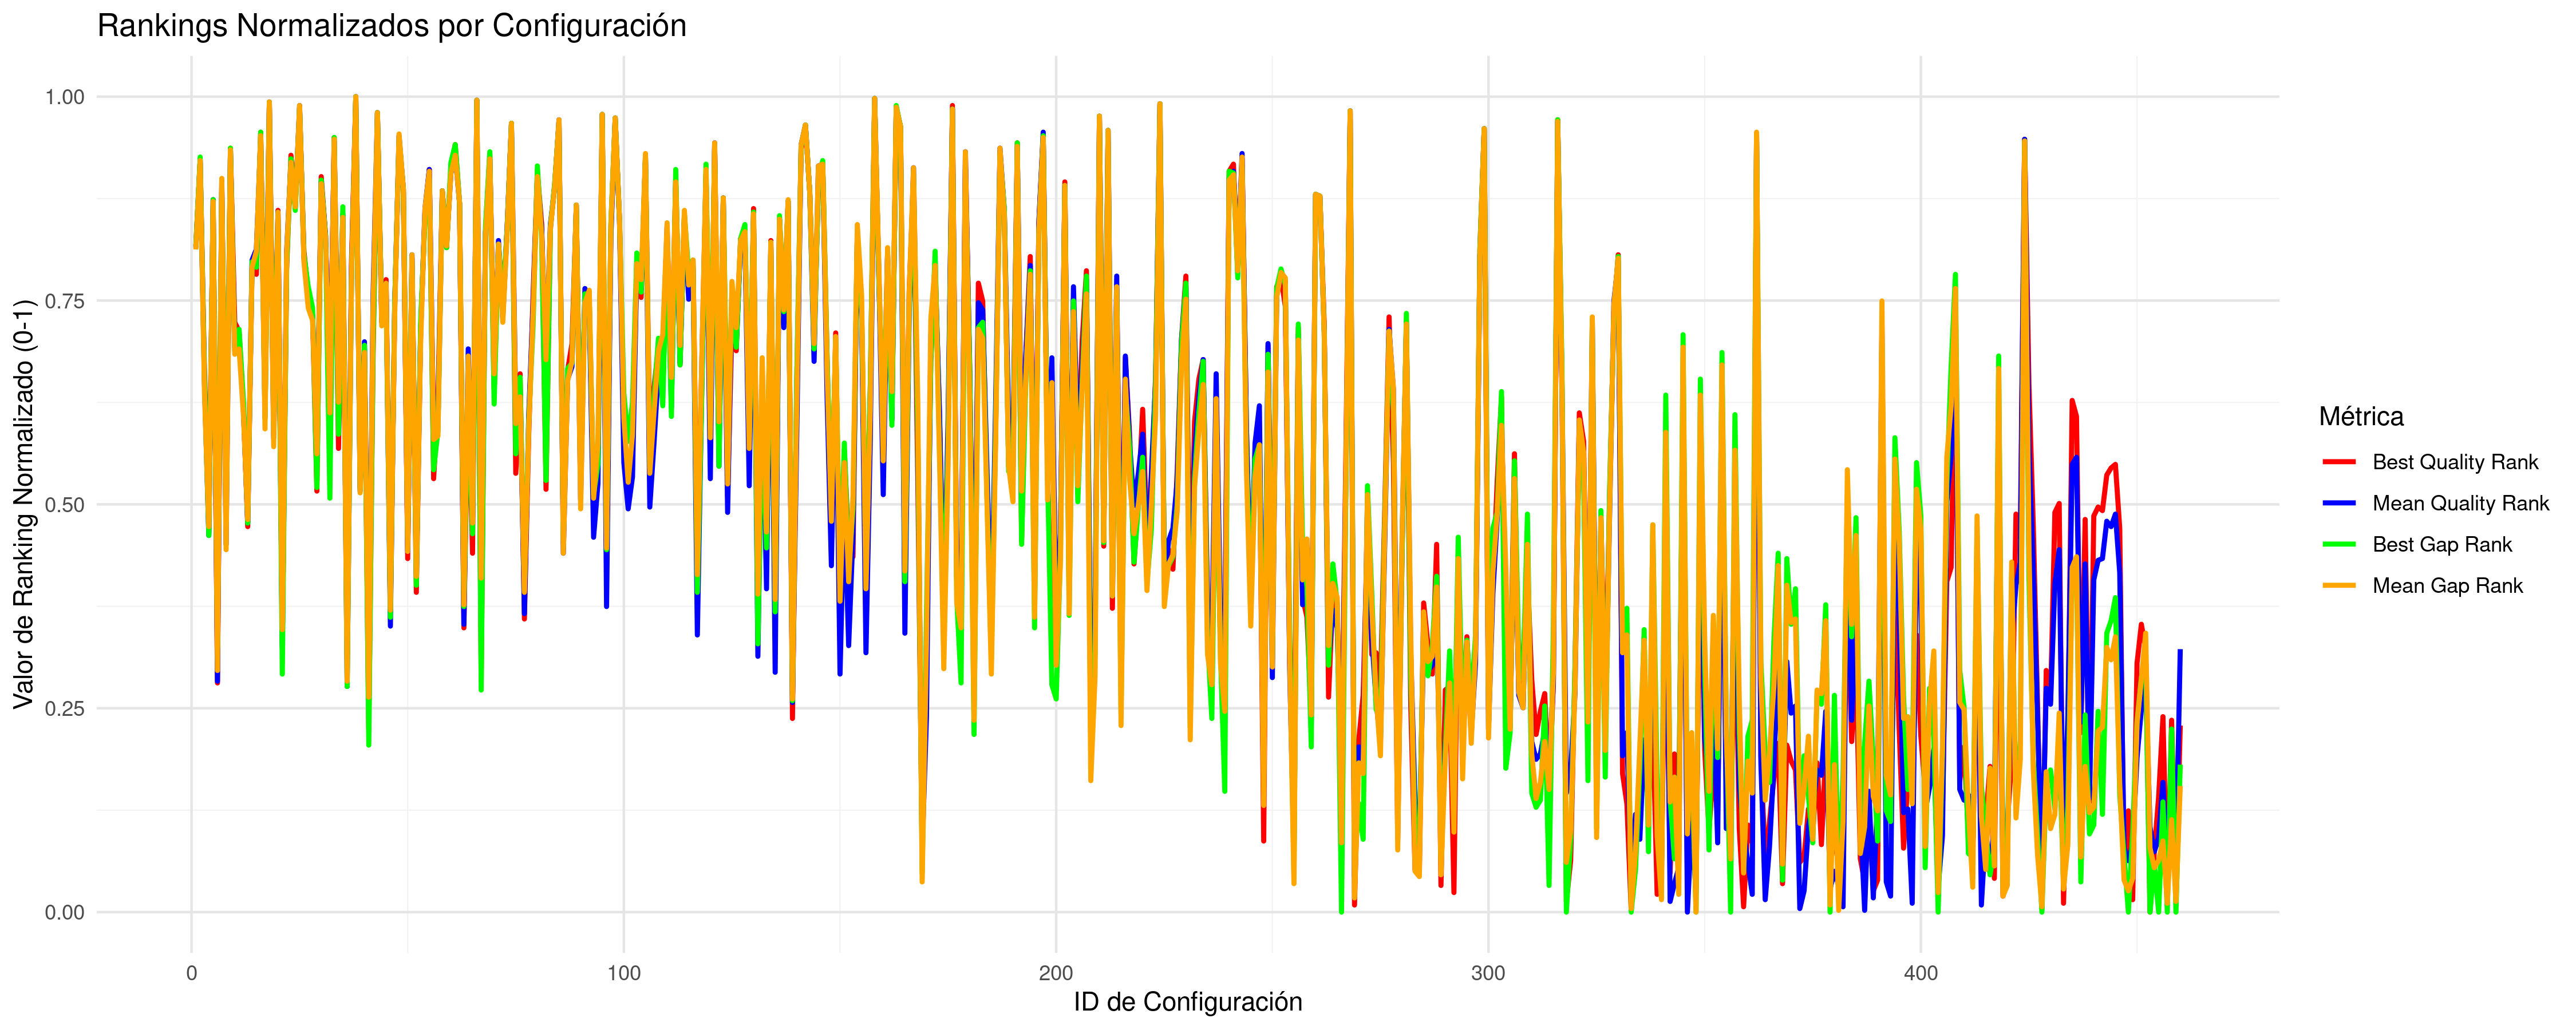 Rankings Normalizados por Configuración
Valor de Ranking Normalizado (0-1)
1.00
0.75
0.50
0.25
0.00
0
100
200
300
400
ID de Configuración
Métrica
Best Quality Rank
Mean Quality Rank
Best Gap Rank
Mean Gap Rank